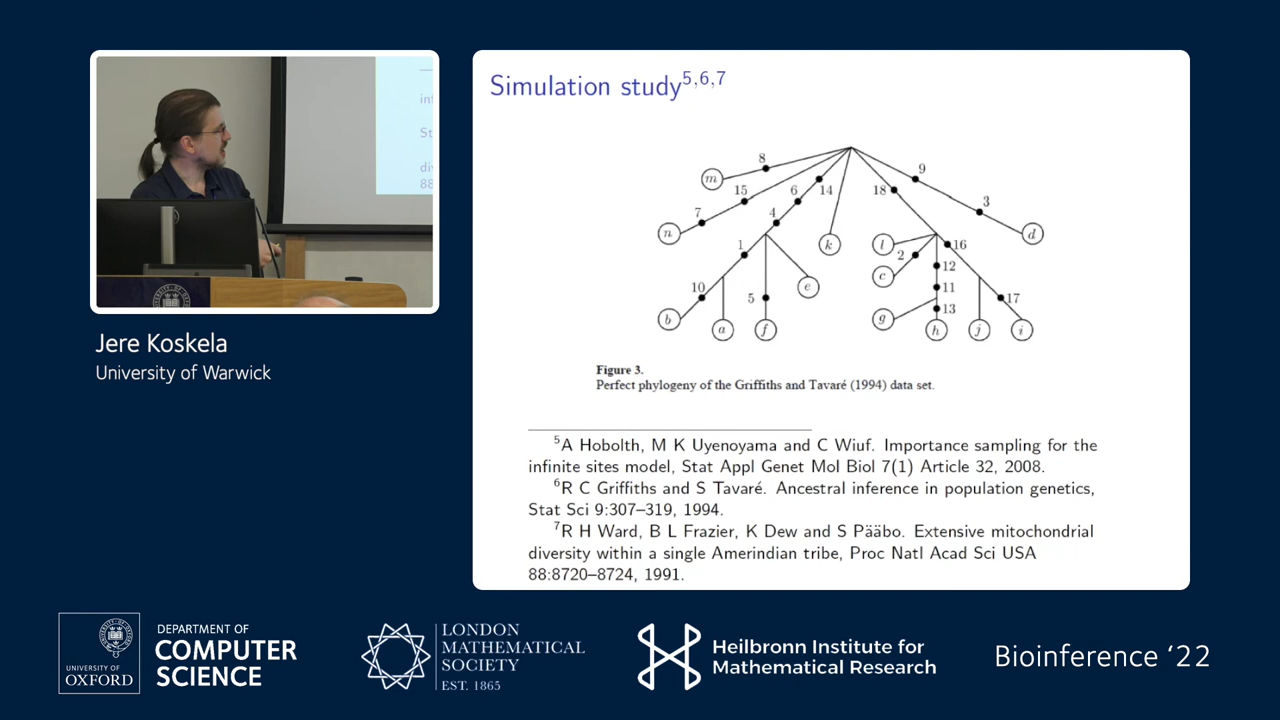 Simulation study5,6,7
8
9
m
15
6
14
18
7
4
3
n
k
l
d
1
2
16
c
12
10
5
e
11
17
b
a
f
g
13
h
j
i
Figure 3.
Perfect phylogeny of the Griffiths and Tavaré (1994) data set.
5A Hobolth, M K Uyenoyama and C Wiuf. Importance sampling for the
infinite sites model, Stat Appl Genet Mol Biol 7(1) Article 32, 2008.
6R C Griffiths and S Tavaré. Ancestral inference in population genetics,
Stat Sci 9:307–319, 1994.
7R H Ward, B L Frazier, K Dew and S Pääbo. Extensive mitochondrial
diversity within a single Amerindian tribe, Proc Natl Acad Sci USA
88:8720–8724, 1991.
inf
St
div
88
Jere Koskela
University of Warwick
UNIVERSITY OF
OXFORD
DEPARTMENT OF
COMPUTER
SCIENCE
LONDON
MATHEMATICAL
SOCIETY
EST. 1865
Heilbronn Institute for
Mathematical Research
Bioinference ‘22